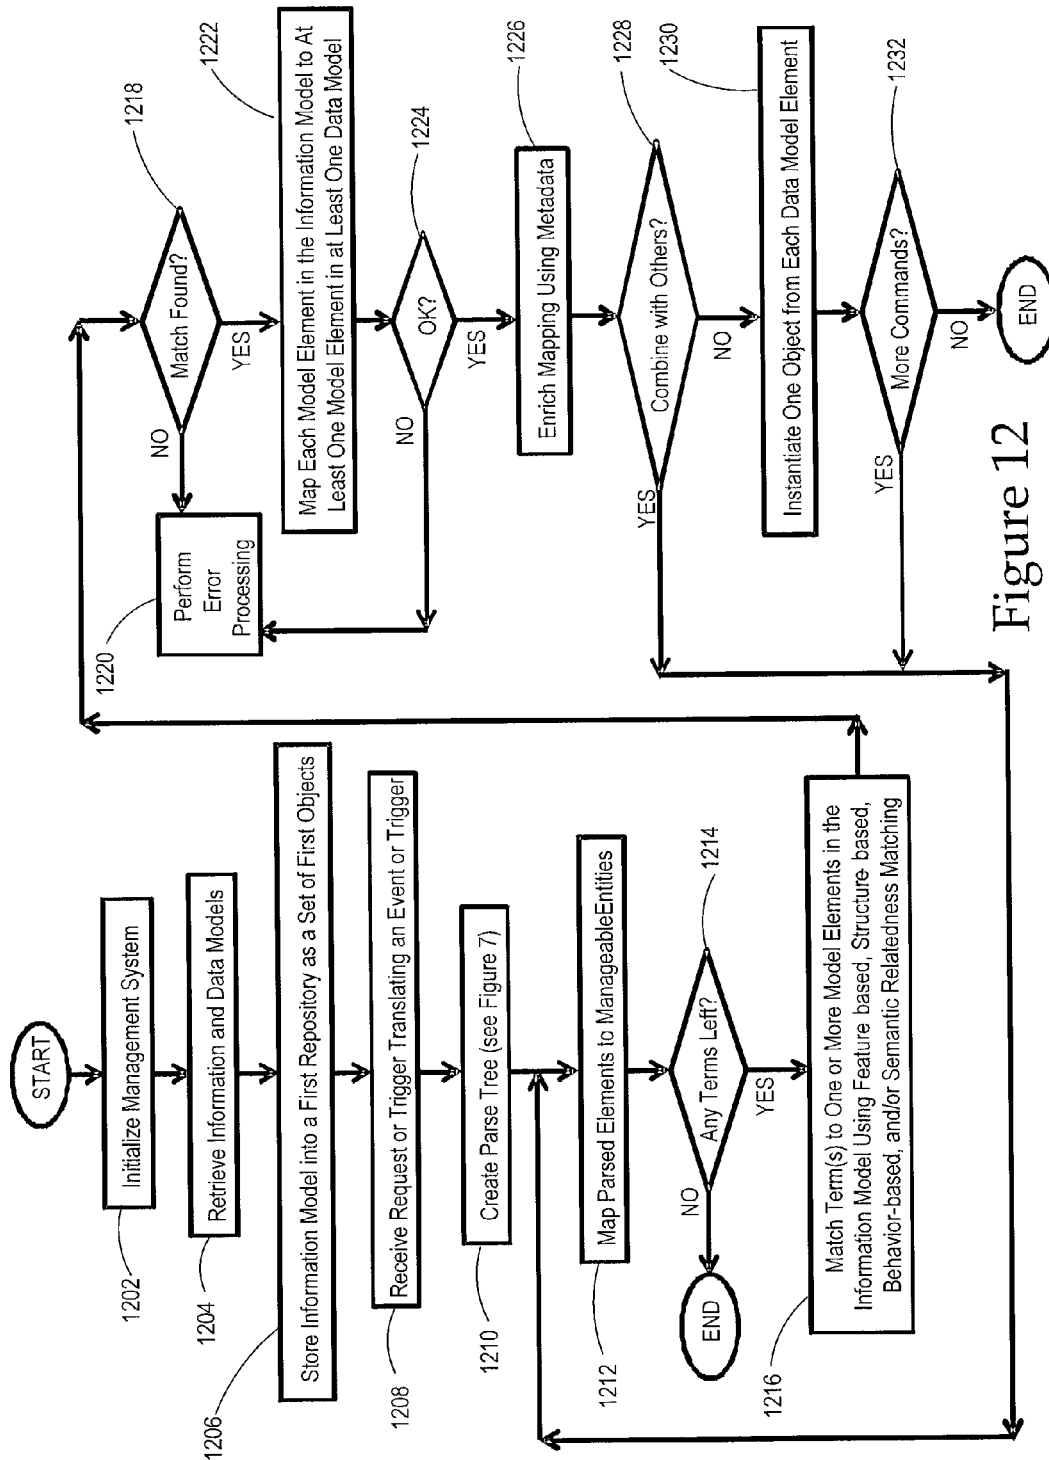 START
Initialize Management System
1202
Retrieve Information and Data Models
1204
Store Information Model into a First Repository as a Set of First Objects
1206
Receive Request or Trigger Translating an Event or Trigger
1208
Create Parse Tree (see Figure 7)
1210
Map Parsed Elements to ManageableEntities
1212
Any Terms Left?
1214
NO
END
YES
Match Term(s) to One or More Model Elements in the
Information Model Using Feature based, Structure based,
Behavior-based, and/or Semantic Relatedness Matching
1216
Match Found?
1218
NO
YES
Perform
Error
Processing
1220
Map Each Model Element in the Information Model to At
Least One Model Element in at Least One Data Model
1222
OK?
1224
NO
YES
Enrich Mapping Using Metadata
1226
Combine with Others?
1228
YES
NO
Instantiate One Object from Each Data Model Element
1230
More Commands?
1232
YES
NO
END
Figure 12